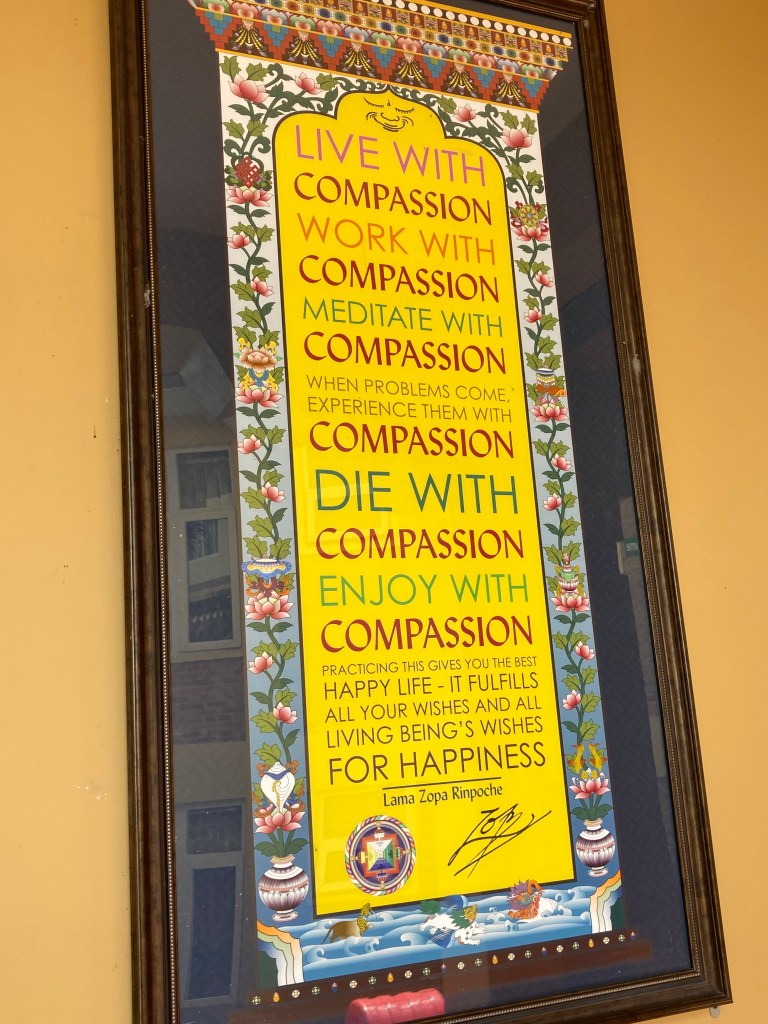 LIVE WITH
COMPASSION
WORK WITH
COMPASSION
MEDITATE WITH
COMPASSION
WHEN PROBLEMS COME,
EXPERIENCE THEM WITH
COMPASSION
DIE WITH
COMPASSION
ENJOY WITH
COMPASSION
PRACTICING THIS GIVES YOU THE BEST
HAPPY LIFE - IT FULFILLS
ALL YOUR WISHES AND ALL
LIVING BEING'S WISHES
FOR HAPPINESS
Lama Zopa Rinpoche